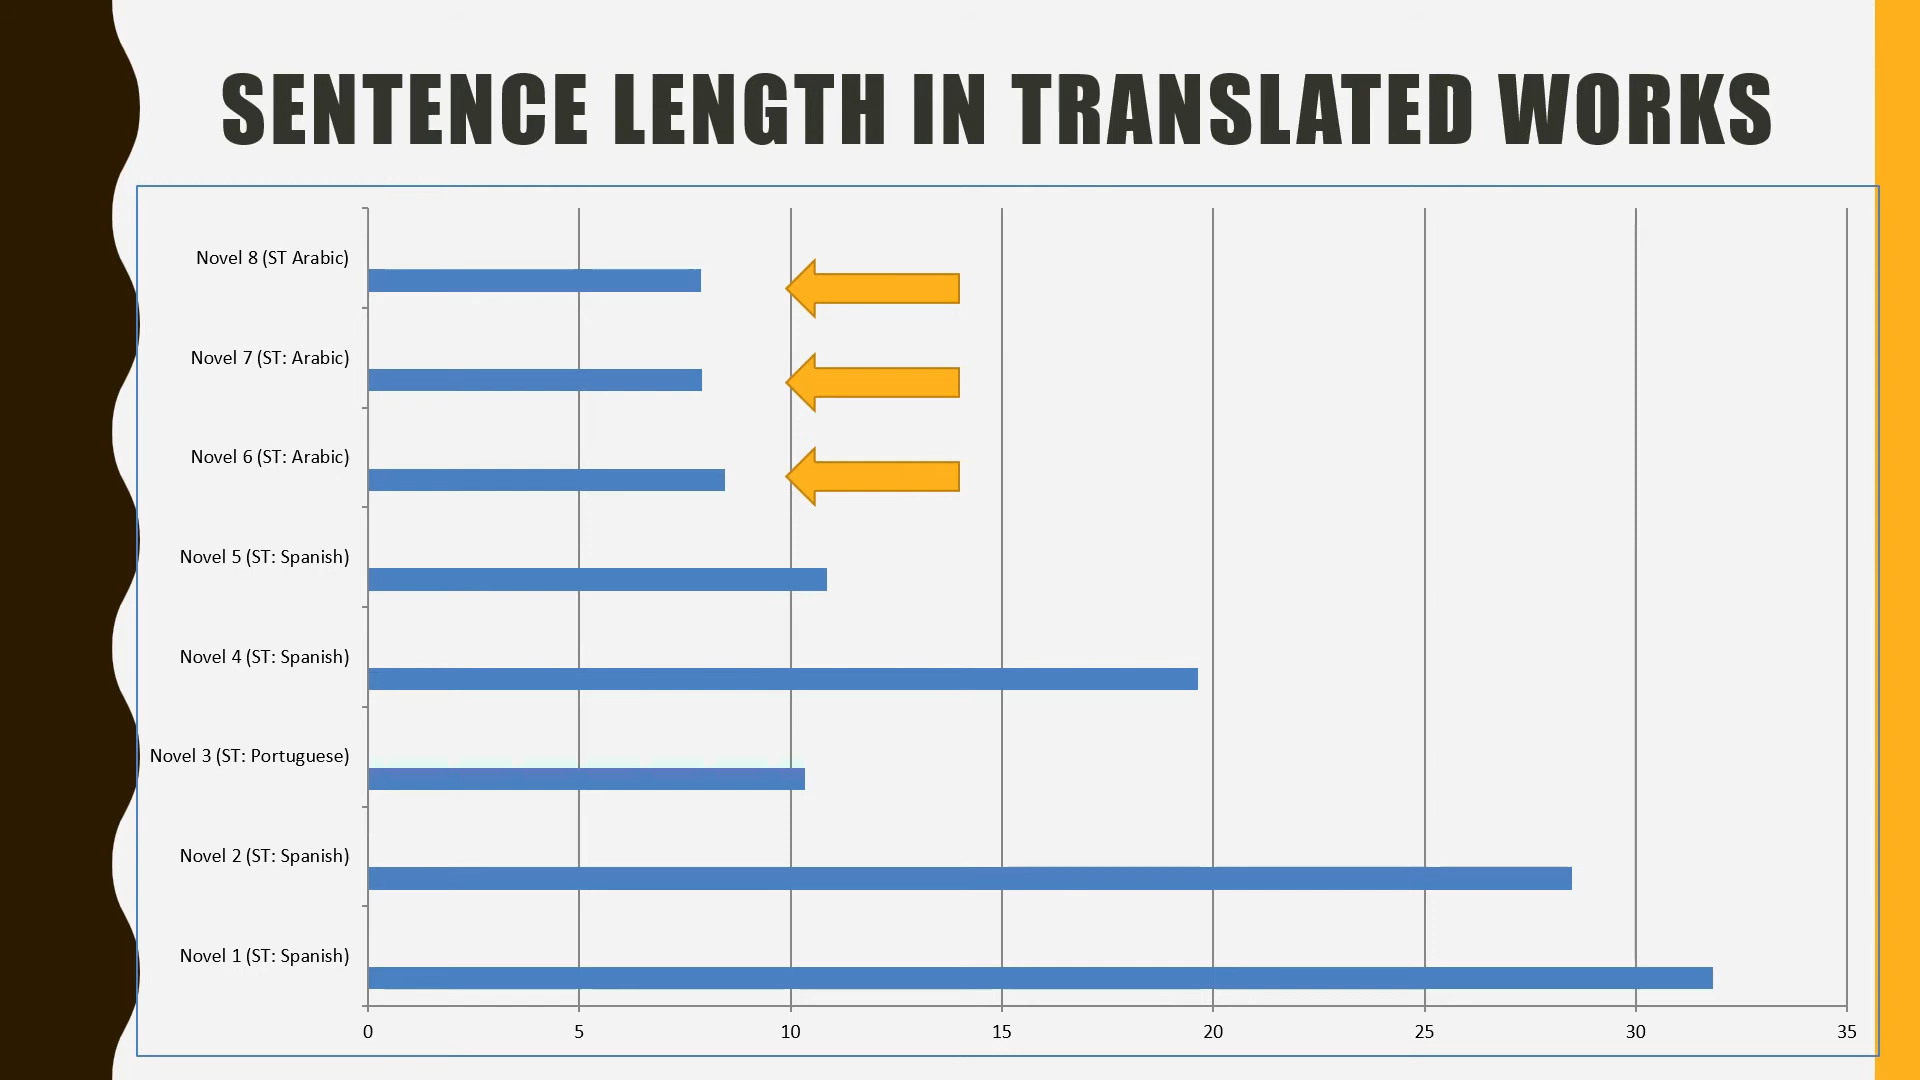 SENTENCE LENGTH IN TRANSLATED WORKS
Novel 8 (ST Arabic)
Novel 7 (ST: Arabic)
Novel 6 (ST: Arabic)
Novel 5 (ST: Spanish)
Novel 4 (ST: Spanish)
Novel 3 (ST: Portuguese)
Novel 2 (ST: Spanish)
Novel 1 (ST: Spanish)
0 5 10 15 20 25 30 35